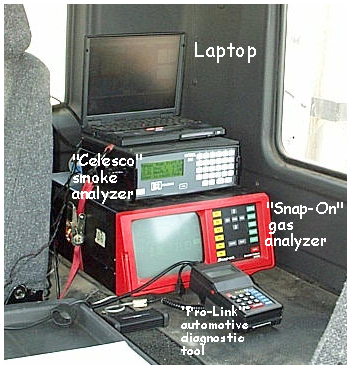 Laptop
"Celesco"
smoke
analyzer
"Snap-On"
gas
analyzer
"Pro-Link"
automotive
diagnostic
tool